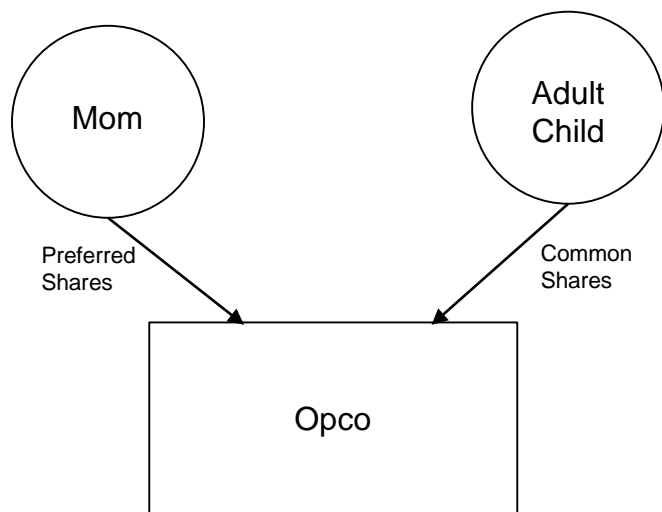 Mom
Adult
Child
Preferred
Shares
Common
Shares
Opco